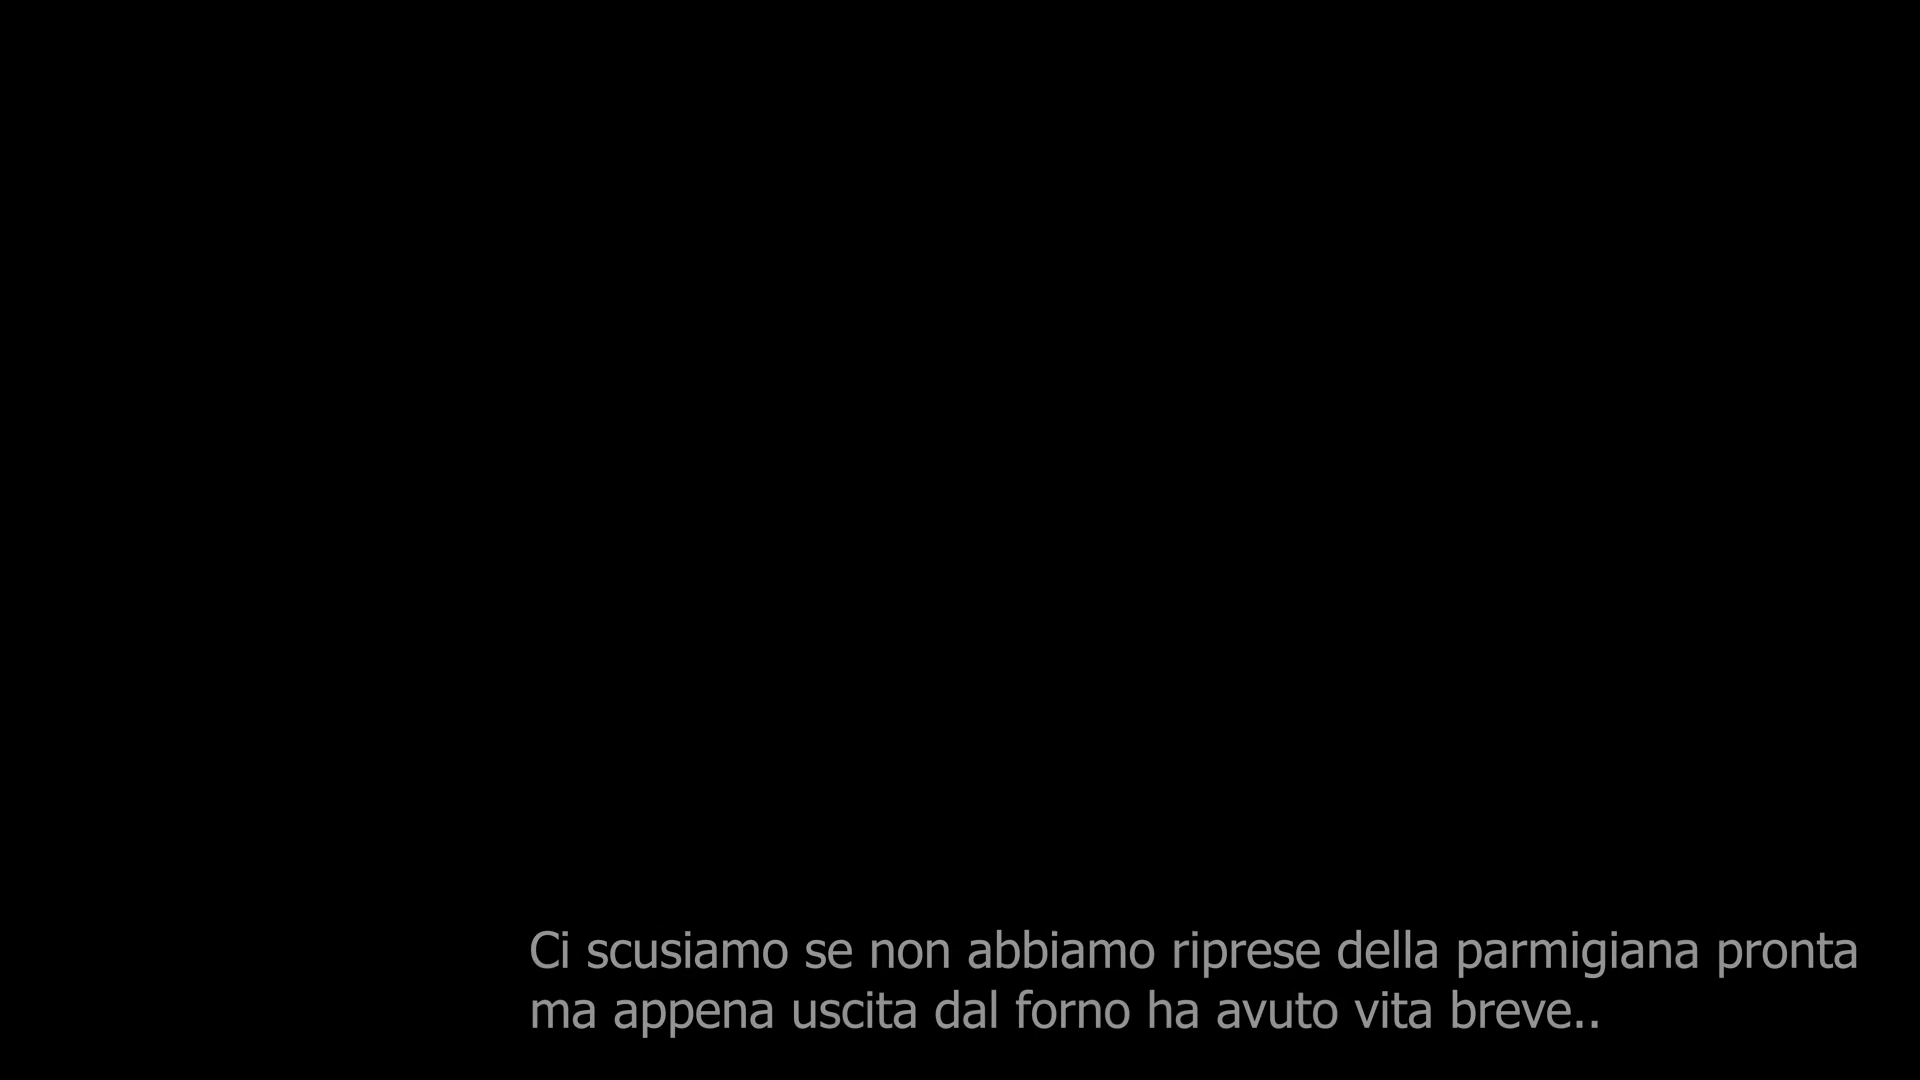 Ci scusiamo se non abbiamo riprese della parmigiana pronta
ma appena uscita dal forno ha avuto vita breve..